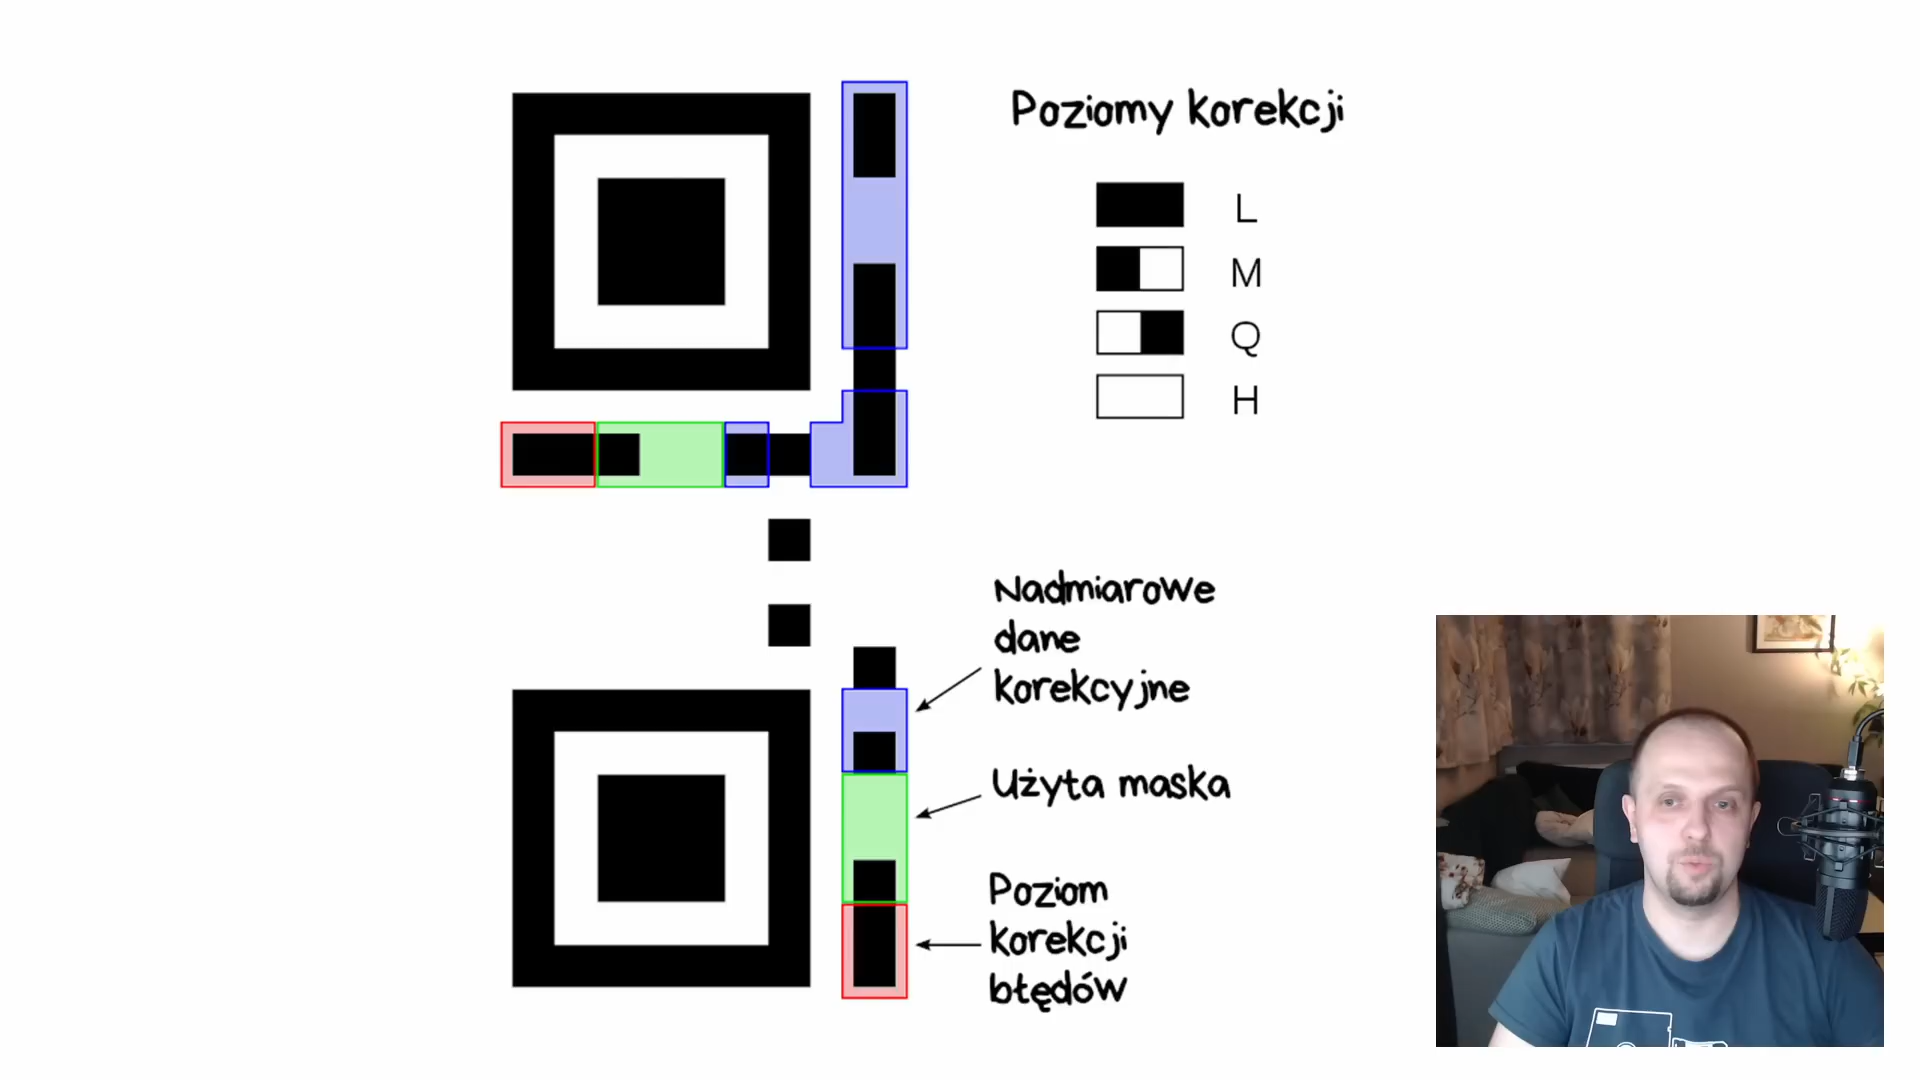 Poziomy korekcji
L
M
Q
H
Nadmiarowe
dane
korekcyjne
Użyta maska
Poziom
korekcji
błędów